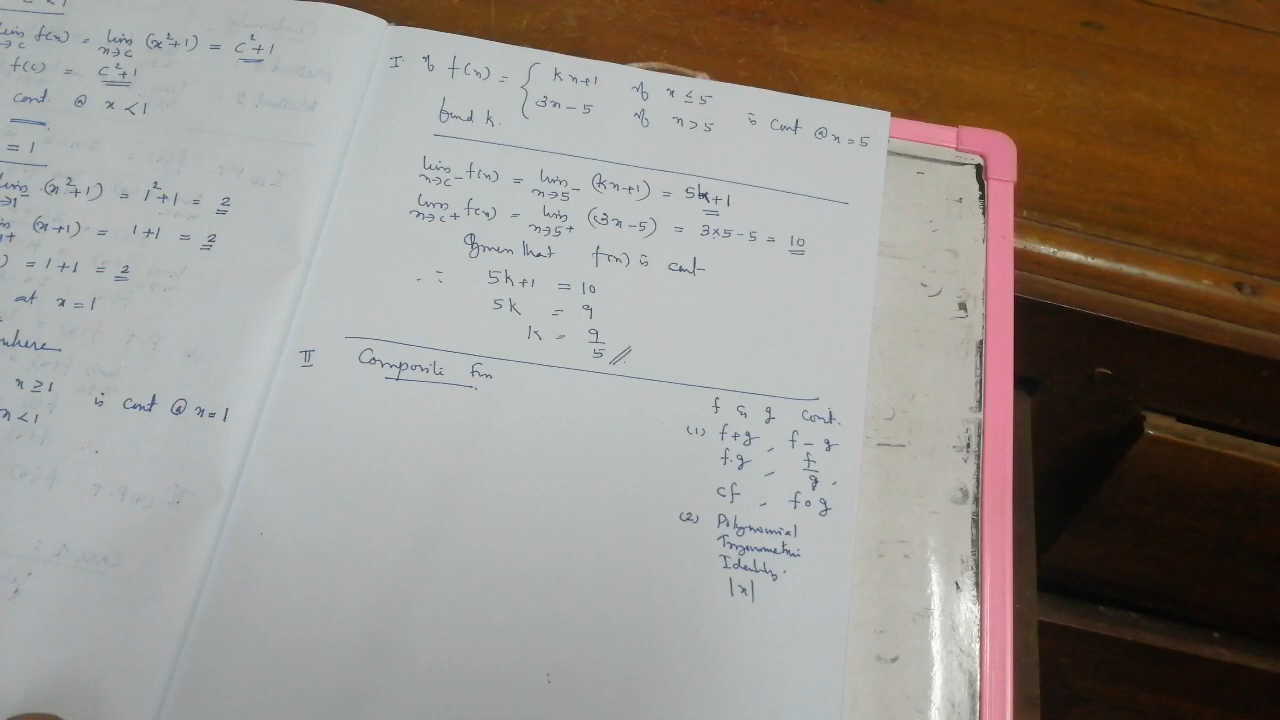 lim f(x) = lim (x²+1) = c²+1
x→c x→c
f(c) = c²+1
cont @ x<1
= 1
lim (x²+1) = 1²+1 = 2
(x+1) = 1+1 = 2
) = 1+1 = 2
at x=1
where
x≥1
x<1 is cont @ x=1
I. If f(x) = { kx+1 if x ≤ 5
3x-5 if x>5 is cont @ x=5
find k.
lim f(x) = lim (kx+1) = 5k+1
x→c⁻ x→5⁻
lim f(x) = lim (3x-5) = 3×5-5 = 10
x→c+ x→5+
Given that f(x) is cont
∴ 5k+1 = 10
5k = 9
k = 9/5 //.
II Compositi fn
f & g cont.
(1) f+g, f-g
f.g, f/g,
cf, fog
(2) Polynomial
Trigonometric
Identity.
|x|